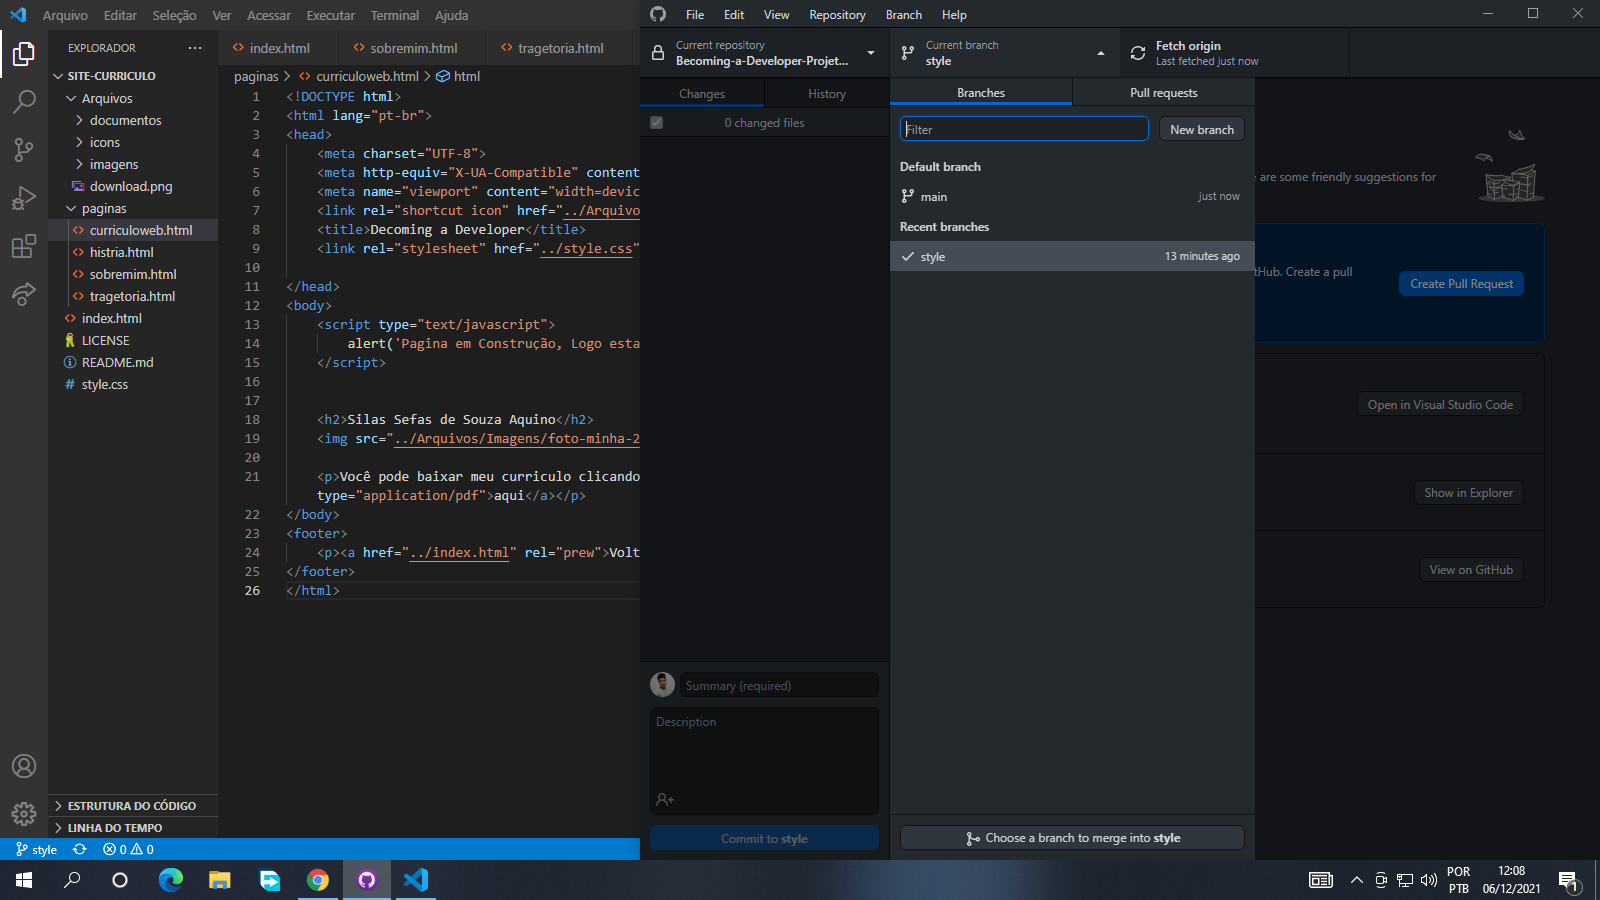 Arquivo Editar Seleção Ver Acessar Executar Terminal Ajuda
EXPLORADOR
SITE-CURRICULO
Arquivos
documentos
icons
imagens
download.png
paginas
curriculoweb.html
histria.html
sobremim.html
tragetoria.html
index.html
LICENSE
README.md
style.css
ESTRUTURA DO CÓDIGO
LINHA DO TEMPO
index.html sobremim.html tragetoria.html
paginas > curriculoweb.html > html
1 <!DOCTYPE html>
2 <html lang="pt-br">
3 <head>
4 <meta charset="UTF-8">
5 <meta http-equiv="X-UA-Compatible" content
6 <meta name="viewport" content="width=devic
7 <link rel="shortcut icon" href="../Arquivo
8 <title>Decoming a Developer</title>
9 <link rel="stylesheet" href="../style.css"
10
11 </head>
12 <body>
13 <script type="text/javascript">
14 alert('Pagina em Construção, Logo esta
15 </script>
16
17
18 <h2>Silas Sefas de Souza Aquino</h2>
19 <img src="../Arquivos/Imagens/foto-minha-2
20
21 <p>Você pode baixar meu curriculo clicando
type="application/pdf">aqui</a></p>
22 </body>
23 <footer>
24 <p><a href="../index.html" rel="prew">Volt
25 </footer>
26 </html>
style 0 0
File Edit View Repository Branch Help
Current repository
Becoming-a-Developer-Projet...
Current branch
style
Fetch origin
Last fetched just now
Changes History
0 changed files
Summary (required)
Description
Commit to style
Branches Pull requests
Filter
New branch
Default branch
main just now
Recent branches
style 13 minutes ago
Choose a branch to merge into style
e are some friendly suggestions for
tHub. Create a pull
Create Pull Request
Open in Visual Studio Code
Show in Explorer
View on GitHub
POR
PTB
12:08
06/12/2021
1